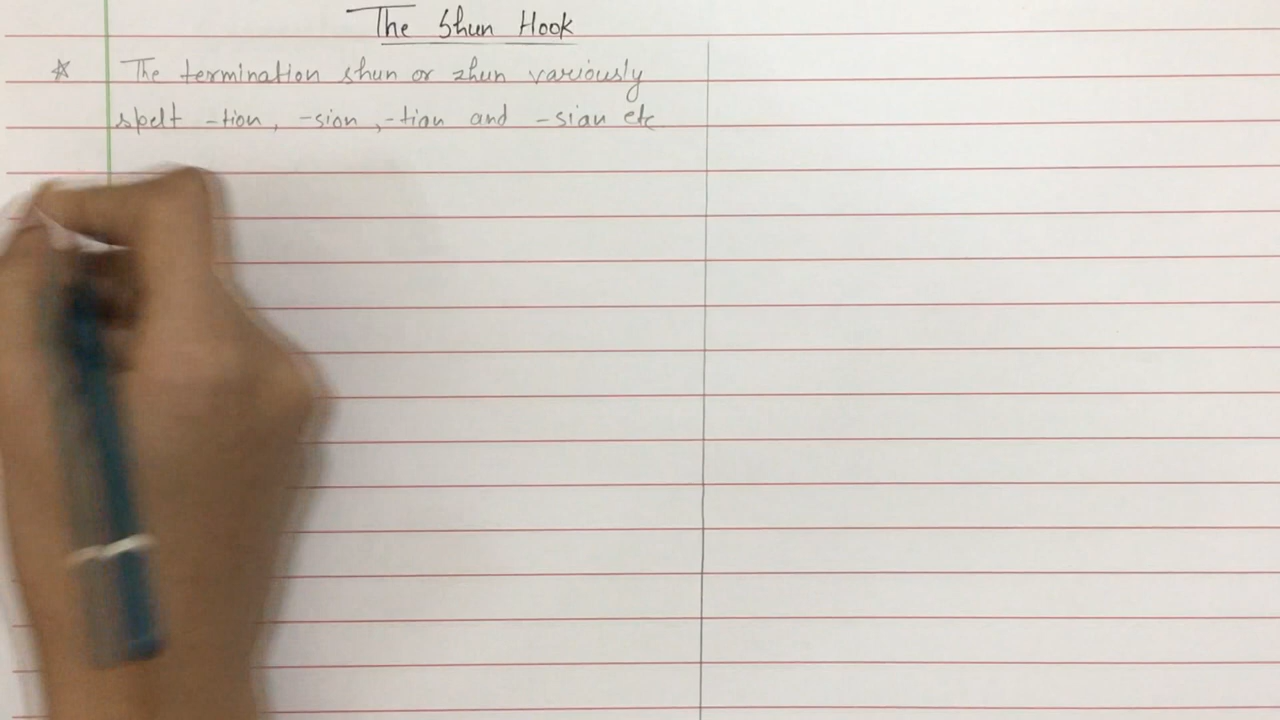 The Shun Hook
☆ The termination shun or zhun variously
spelt -tion, -sion, -tian and -sian etc